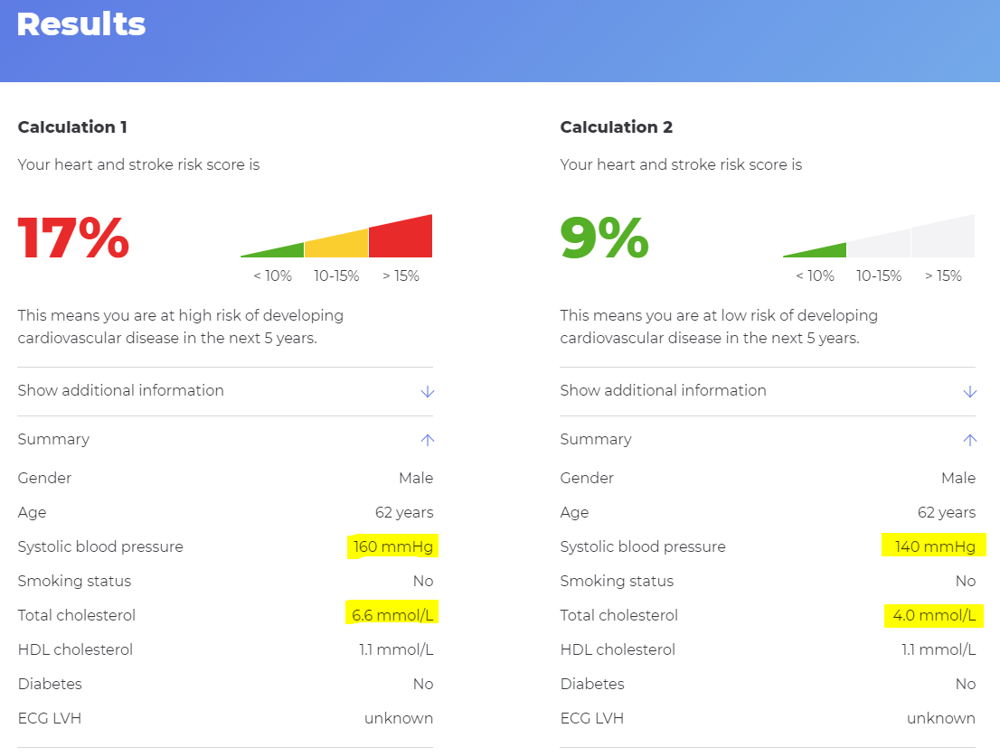 Results
Calculation 1
Your heart and stroke risk score is
17%
< 10% 10-15% > 15%
This means you are at high risk of developing
cardiovascular disease in the next 5 years.
Show additional information
Summary
Gender Male
Age 62 years
Systolic blood pressure 160 mmHg
Smoking status No
Total cholesterol 6.6 mmol/L
HDL cholesterol 1.1 mmol/L
Diabetes No
ECG LVH unknown
Calculation 2
Your heart and stroke risk score is
9%
< 10% 10-15% > 15%
This means you are at low risk of developing
cardiovascular disease in the next 5 years.
Show additional information
Summary
Gender Male
Age 62 years
Systolic blood pressure 140 mmHg
Smoking status No
Total cholesterol 4.0 mmol/L
HDL cholesterol 1.1 mmol/L
Diabetes No
ECG LVH unknown